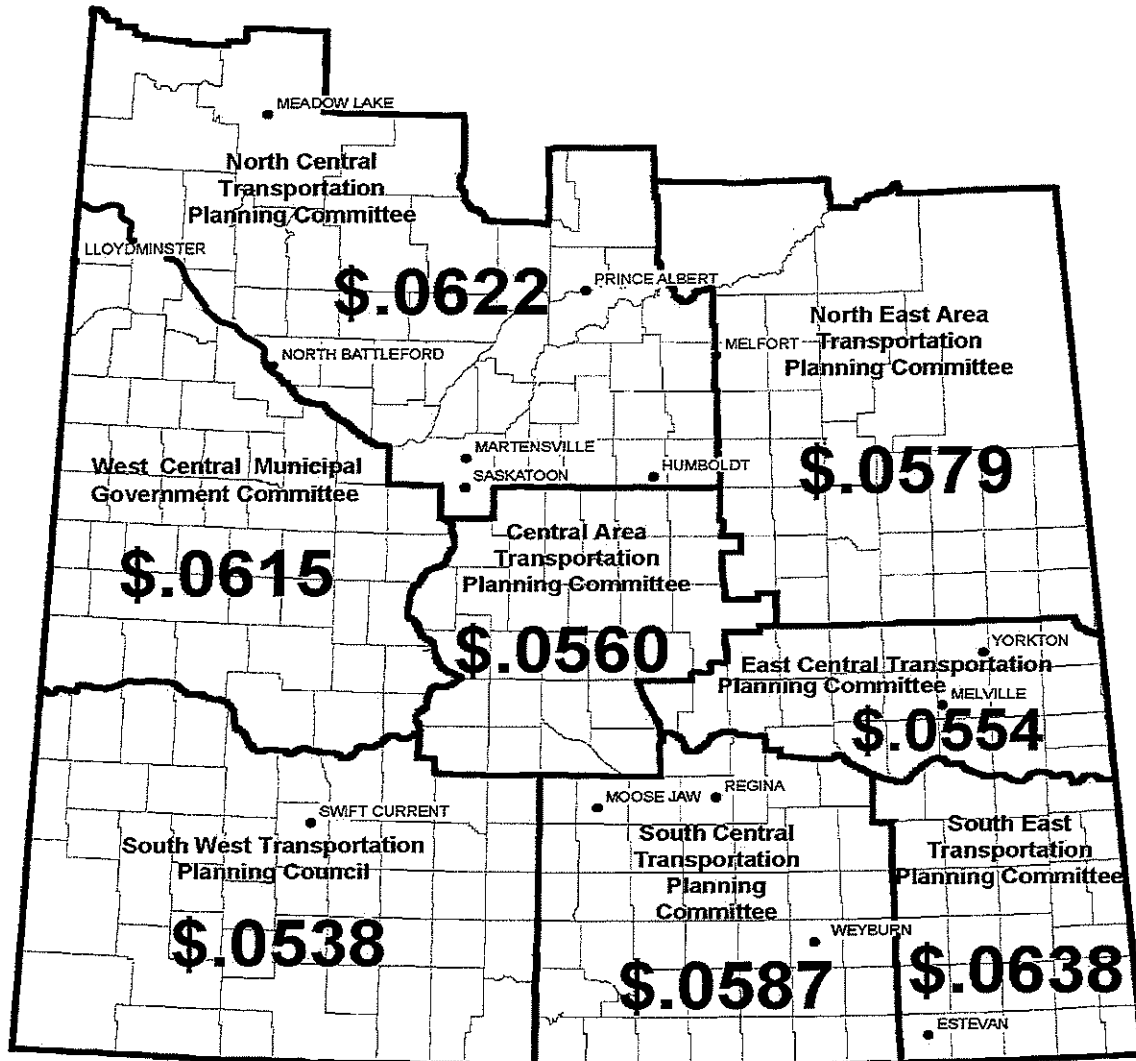 MEADOW LAKE
North Central
Transportation
Planning Committee
LLOYDMINSTER
$.0622
PRINCE ALBERT
North East Area
Transportation
Planning Committee
MELFORT
NORTH BATTLEFORD
MARTENSVILLE
SASKATOON
HUMBOLDT
$.0579
West Central Municipal
Government Committee
$.0615
Central Area
Transportation
Planning Committee
$.0560
YORKTON
East Central Transportation
Planning Committee
MELVILLE
$.0554
SWIFT CURRENT
South West Transportation
Planning Council
$.0538
MOOSE JAW
REGINA
South Central
Transportation
Planning
Committee
WEYBURN
$.0587
South East
Transportation
Planning Committee
$.0638
ESTEVAN